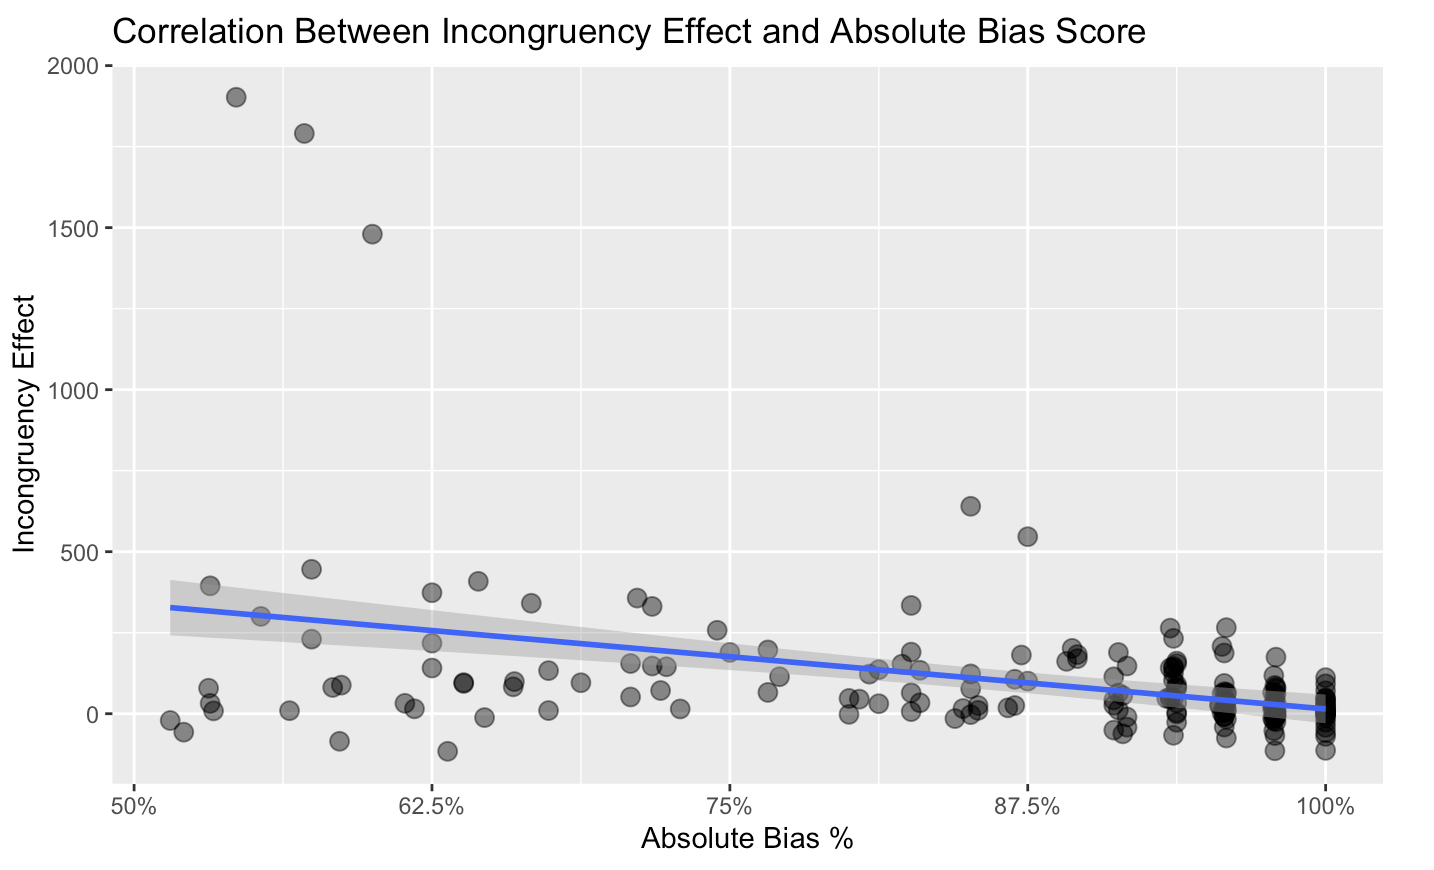 Correlation Between Incongruency Effect and Absolute Bias Score
2000
1500
1000
500
0
Incongruency Effect
50% 62.5% 75% 87.5% 100%
Absolute Bias %